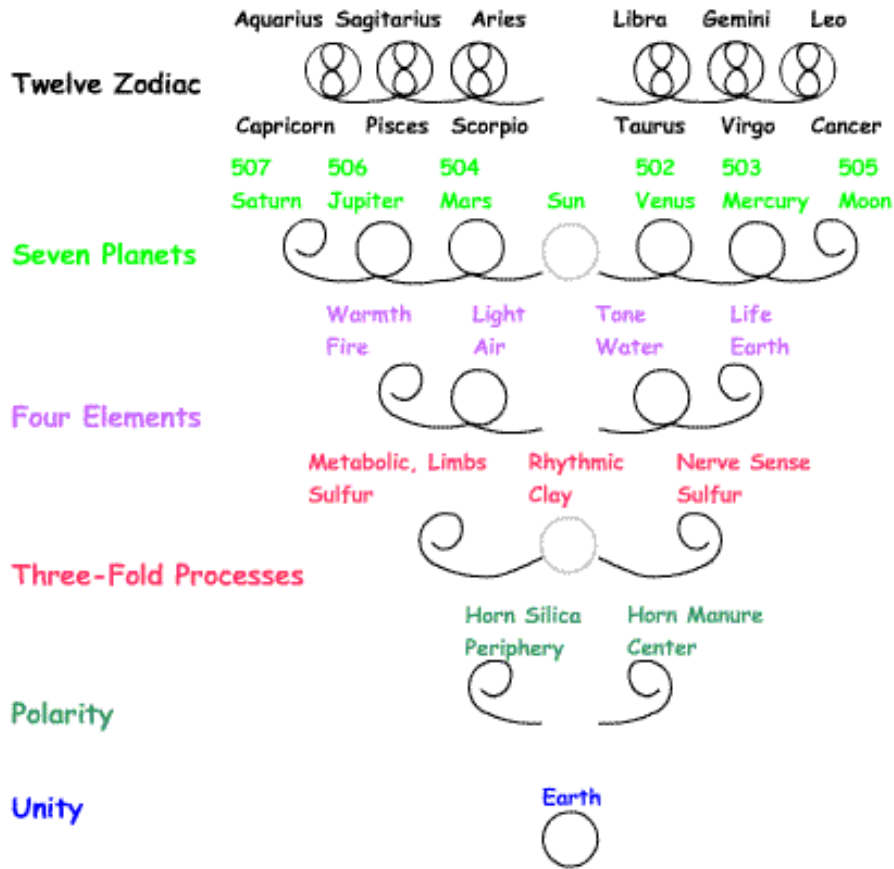 Aquarius Sagitarius Aries Libra Gemini Leo
Twelve Zodiac
Capricorn Pisces Scorpio Taurus Virgo Cancer
507 506 504 502 503 505
Saturn Jupiter Mars Sun Venus Mercury Moon
Seven Planets
Warmth Light Tone Life
Fire Air Water Earth
Four Elements
Metabolic, Limbs Rhythmic Nerve Sense
Sulfur Clay Sulfur
Three-Fold Processes
Horn Silica Horn Manure
Periphery Center
Polarity
Earth
Unity